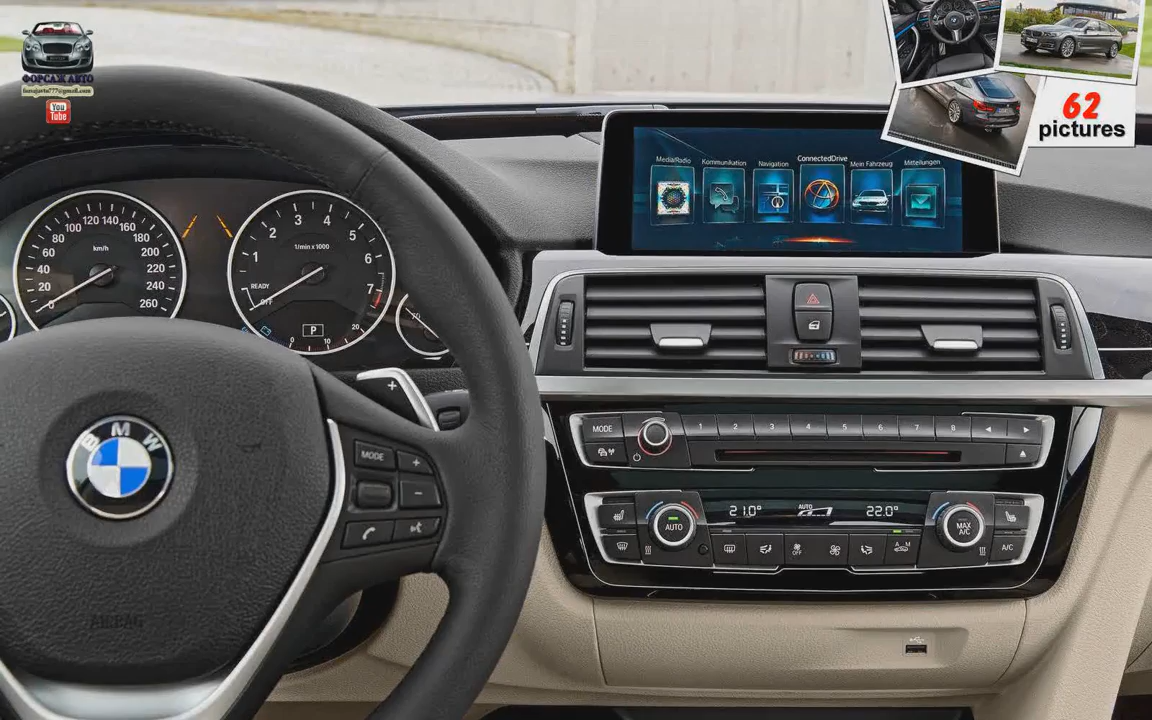 ФОРСАЖ АВТО
forsajavto777@gmail.com
You
Tube
62
pictures
Media/Radio
Kommunikation
Navigation
ConnectedDrive
Mein Fahrzeug
Mitteilungen
0
20
40
60
80
100
120
140
160
180
200
220
240
260
km/h
1
2
3
4
5
6
7
1/min x 1000
READY
OFF
P
0
10
20
BMW
AIRBAG
MODE
+
-
+
MODE
1 2 3 4 5 6 7 8
AUTO
21.0°
AUTO
22.0°
MAX
A/C
OFF
A M
A/C